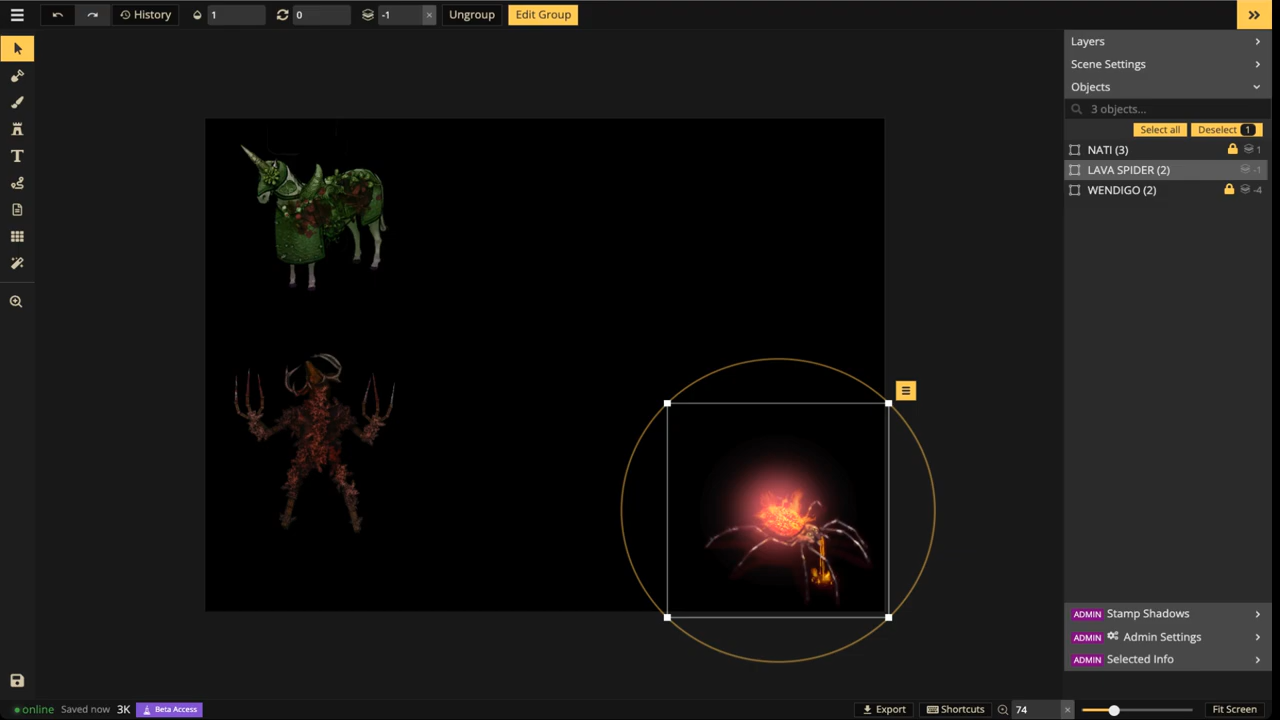 History
1
0
-1
×
Ungroup
Edit Group
Layers
Scene Settings
Objects
3 objects...
Select all
Deselect 1
NATI (3)
1
LAVA SPIDER (2)
-1
WENDIGO (2)
-4
ADMIN Stamp Shadows
ADMIN Admin Settings
ADMIN Selected Info
online
Saved now
3K
Beta Access
Export
Shortcuts
74
×
Fit Screen